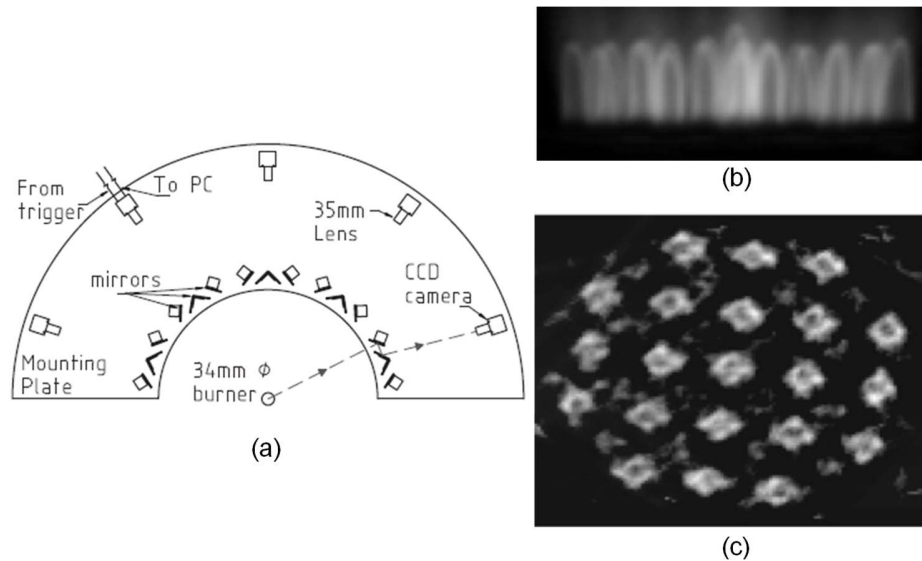 From
trigger
To PC
35mm
Lens
mirrors
CCD
camera
Mounting
Plate
34mm ϕ
burner
(a)
(b)
(c)